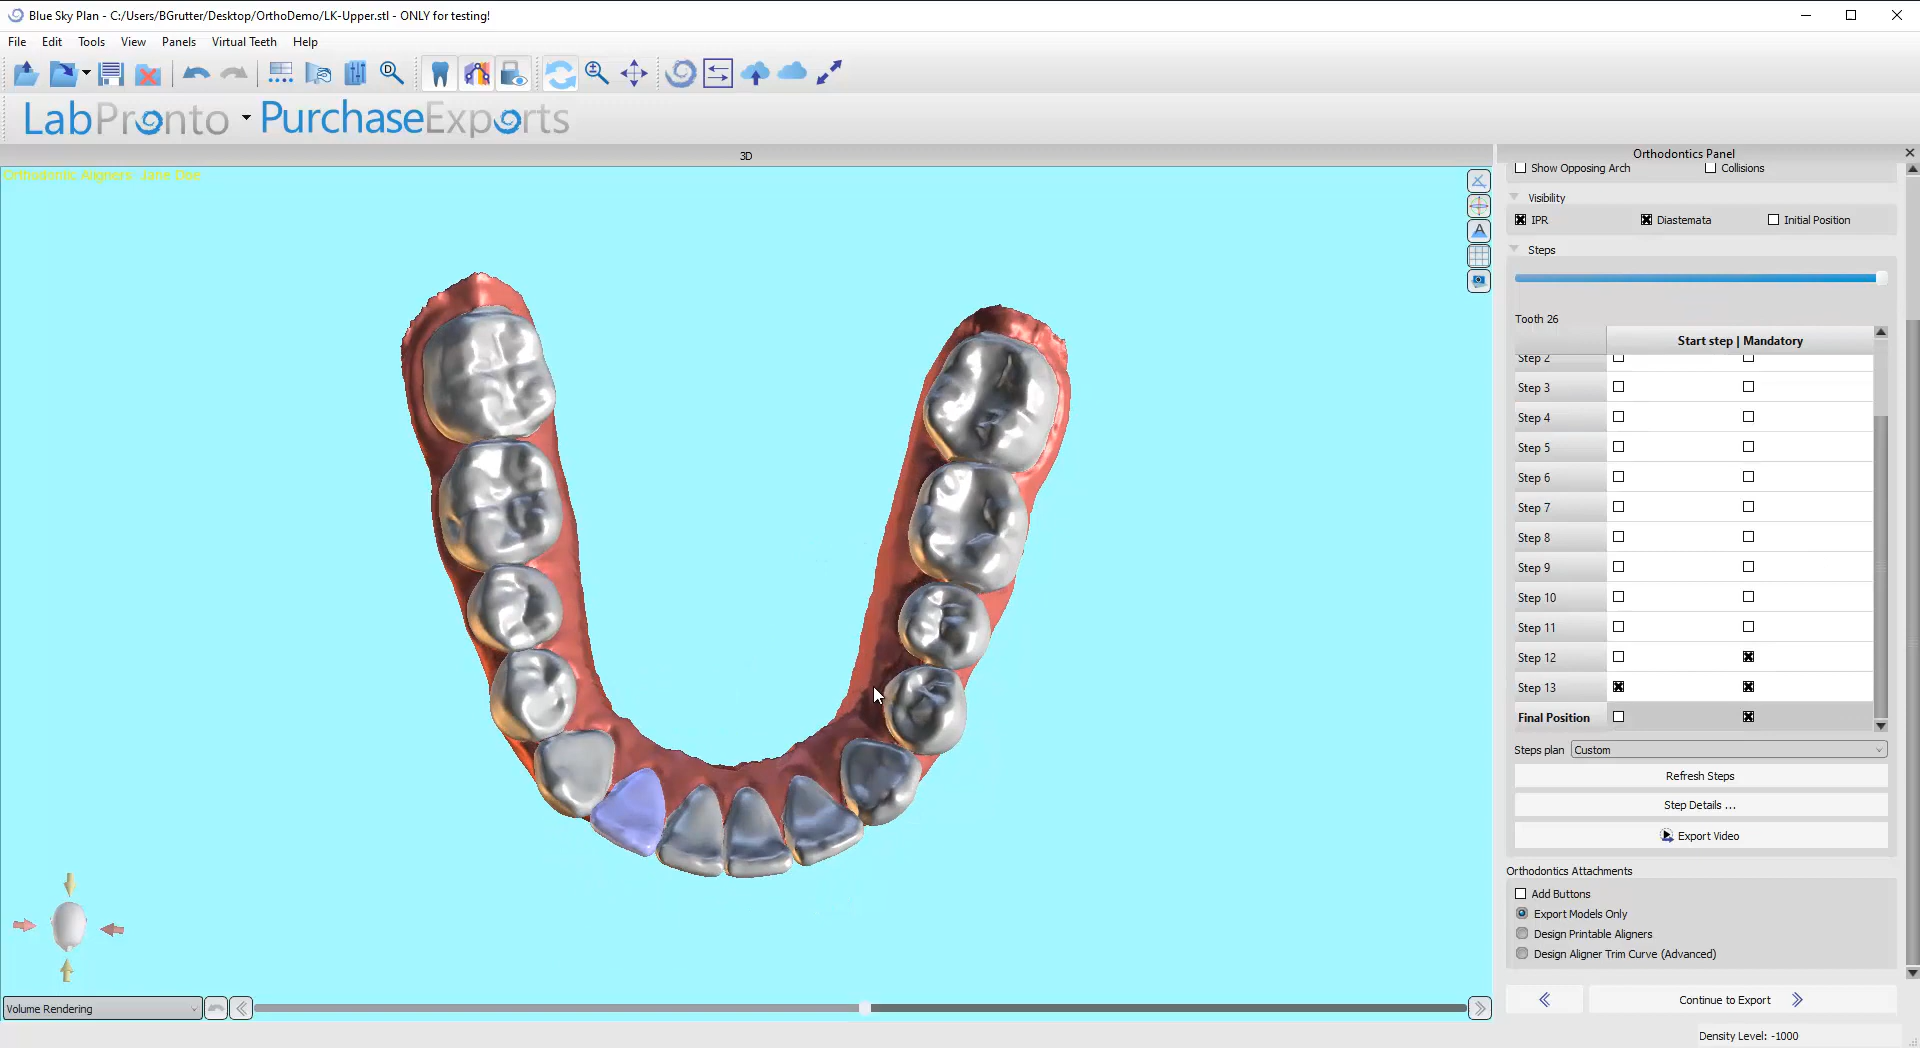 Blue Sky Plan - C:/Users/BGrutter/Desktop/OrthoDemo/LK-Upper.stl - ONLY for testing!
File Edit Tools View Panels Virtual Teeth Help
LabPronto PurchaseExports
3D
Orthodontic Aligners: Jane Doe
Orthodontics Panel
Show Opposing Arch Collisions
Visibility
IPR Diastemata Initial Position
Steps
Tooth 26
Start step | Mandatory
Step 2
Step 3
Step 4
Step 5
Step 6
Step 7
Step 8
Step 9
Step 10
Step 11
Step 12
Step 13
Final Position
Steps plan Custom
Refresh Steps
Step Details ...
Export Video
Orthodontics Attachments
Add Buttons
Export Models Only
Design Printable Aligners
Design Aligner Trim Curve (Advanced)
Volume Rendering
Continue to Export
Density Level: -1000